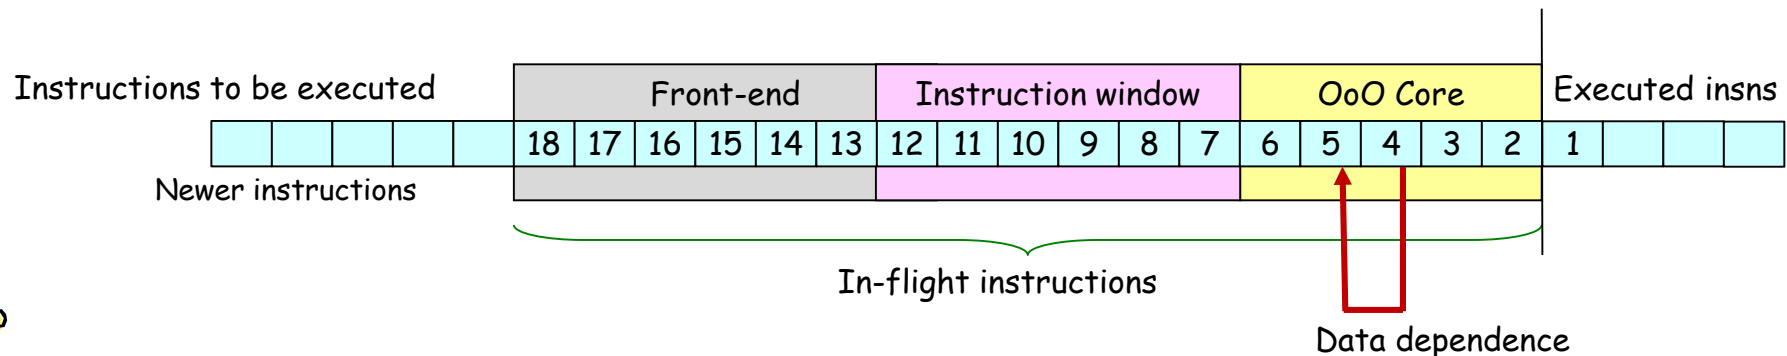 Instructions to be executed
Front-end
Instruction window
OoO Core
Executed insns
18 17 16 15 14 13 12 11 10 9 8 7 6 5 4 3 2 1
Newer instructions
In-flight instructions
Data dependence